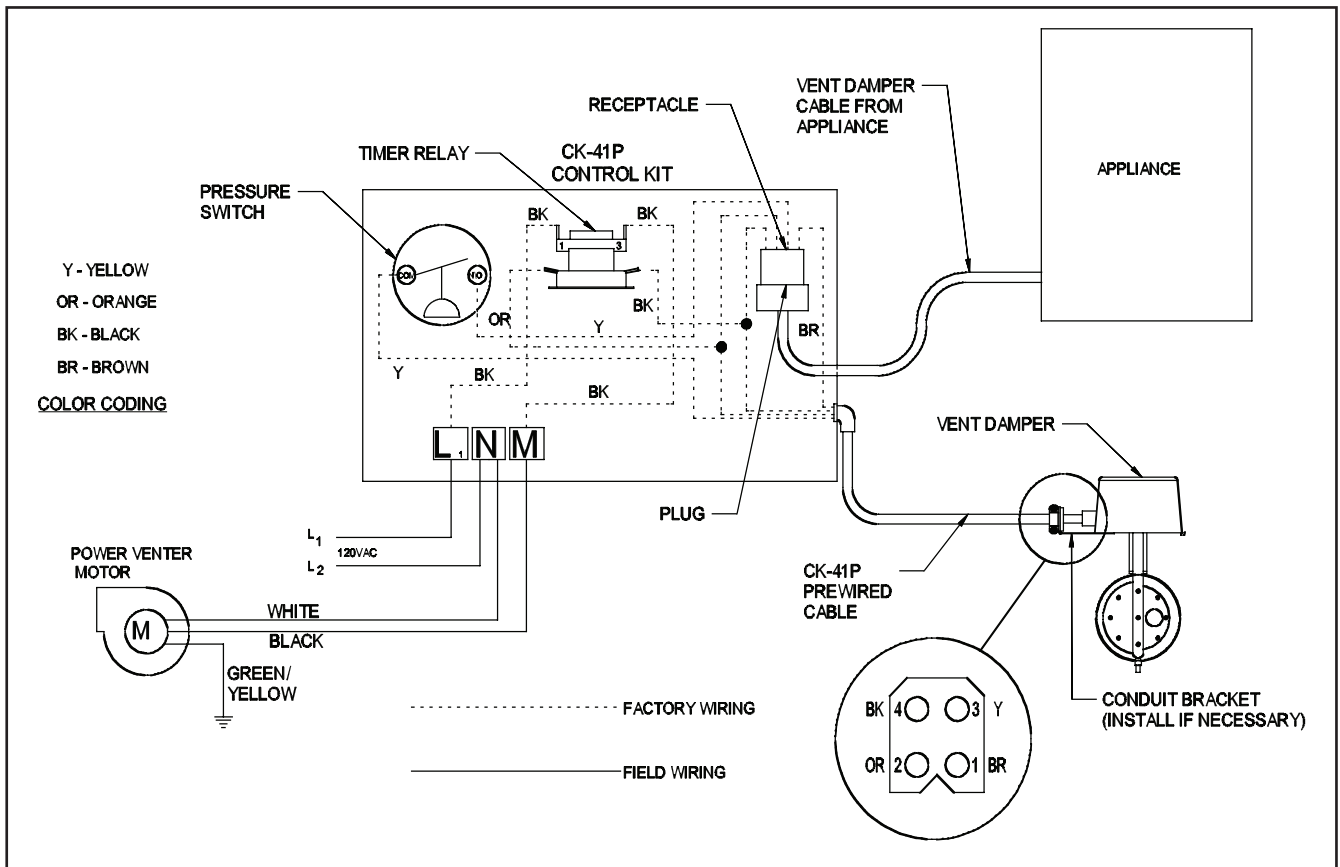 VENT DAMPER
CABLE FROM
APPLIANCE
RECEPTACLE
TIMER RELAY
CK-41P
CONTROL KIT
APPLIANCE
PRESSURE
SWITCH
BK
BK
1
3
Y - YELLOW
OR - ORANGE
BK - BLACK
BR - BROWN
COLOR CODING
COM
NO
BK
OR
Y
BR
Y
BK
BK
L1
N
M
VENT DAMPER
PLUG
L1
120VAC
L2
POWER VENTER
MOTOR
M
WHITE
BLACK
GREEN/
YELLOW
CK-41P
PREWIRED
CABLE
CONDUIT BRACKET
(INSTALL IF NECESSARY)
BK 4
3 Y
OR 2
1 BR
FACTORY WIRING
FIELD WIRING